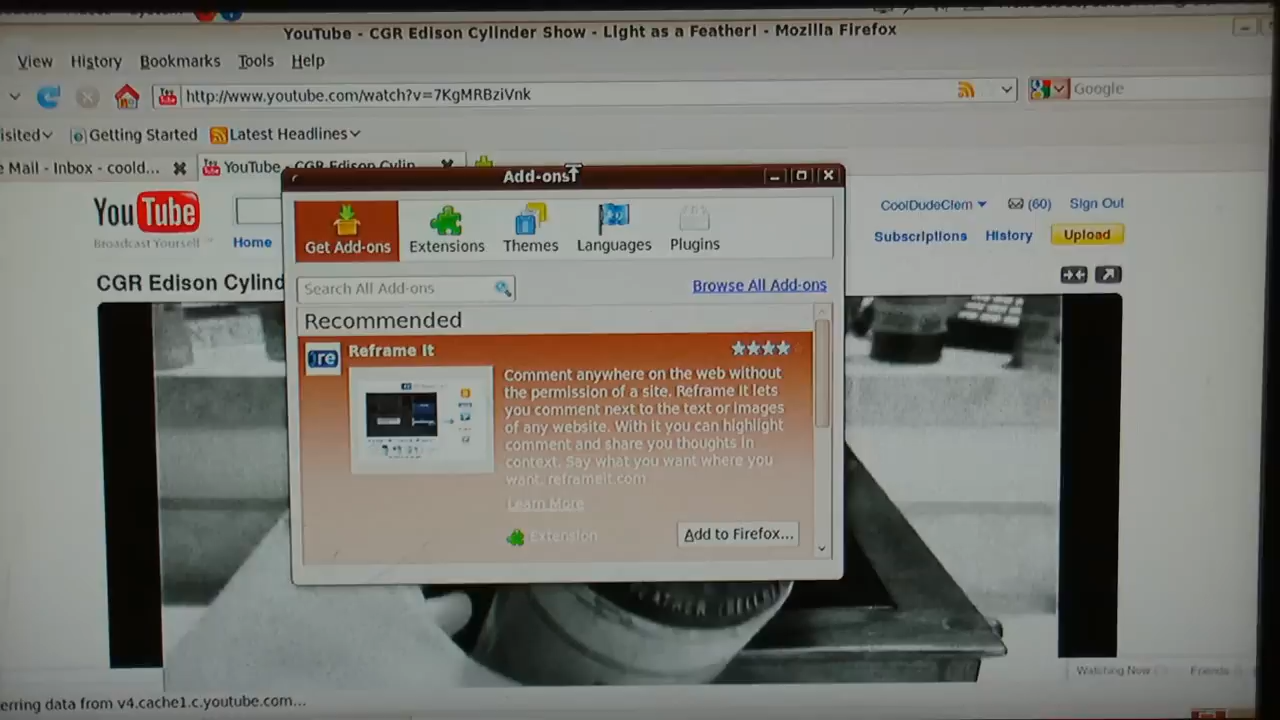 YouTube - CGR Edison Cylinder Show - Light as a Feather! - Mozilla Firefox
View History Bookmarks Tools Help
http://www.youtube.com/watch?v=7KgMRBziVnk
Google
isited Getting Started Latest Headlines
Mail - Inbox - coold... YouTube - CGR Edison Cylin
Add-ons
YouTube
Broadcast Yourself
Home
CoolDudeClem (60) Sign Out
Subscriptions History Upload
Get Add-ons Extensions Themes Languages Plugins
CGR Edison Cylind
Search All Add-ons
Browse All Add-ons
Recommended
re
Reframe It
Comment anywhere on the web without
the permission of a site. Reframe It lets
you comment next to the text or images
of any website. With it you can highlight
comment and share you thoughts in
context. Say what you want where you
want. reframeit.com
Learn More
Extension
Add to Firefox...
Watching Now
Friends
erring data from v4.cache1.c.youtube.com...